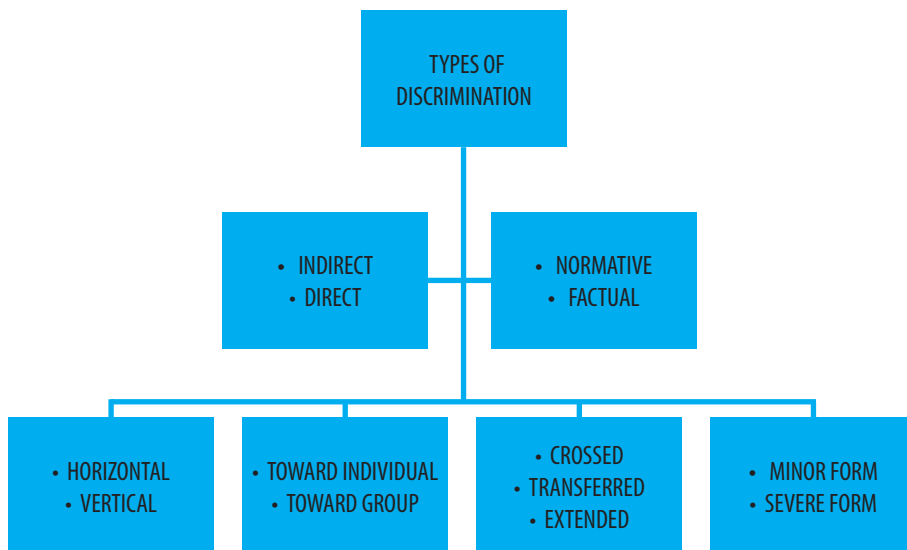 TYPES OF
DISCRIMINATION
• INDIRECT
• DIRECT
• NORMATIVE
• FACTUAL
• HORIZONTAL
• VERTICAL
• TOWARD INDIVIDUAL
• TOWARD GROUP
• CROSSED
• TRANSFERRED
• EXTENDED
• MINOR FORM
• SEVERE FORM